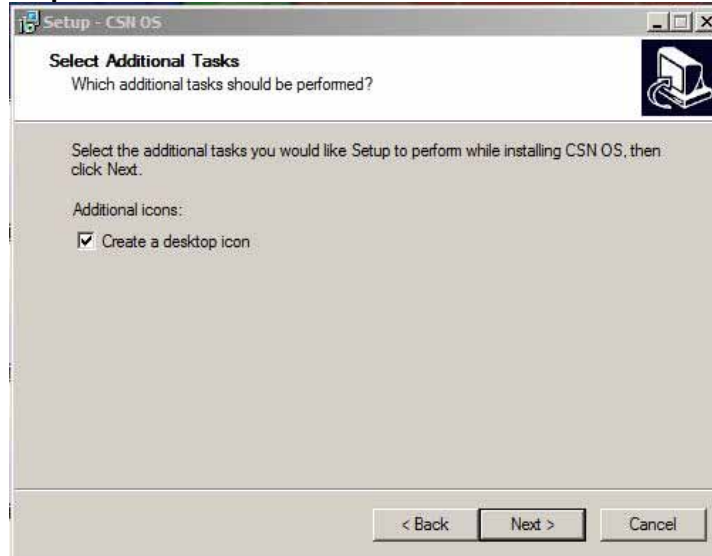 Setup - CSN OS
Select Additional Tasks
Which additional tasks should be performed?
Select the additional tasks you would like Setup to perform while installing CSN OS, then
click Next.
Additional icons:
Create a desktop icon
< Back Next > Cancel